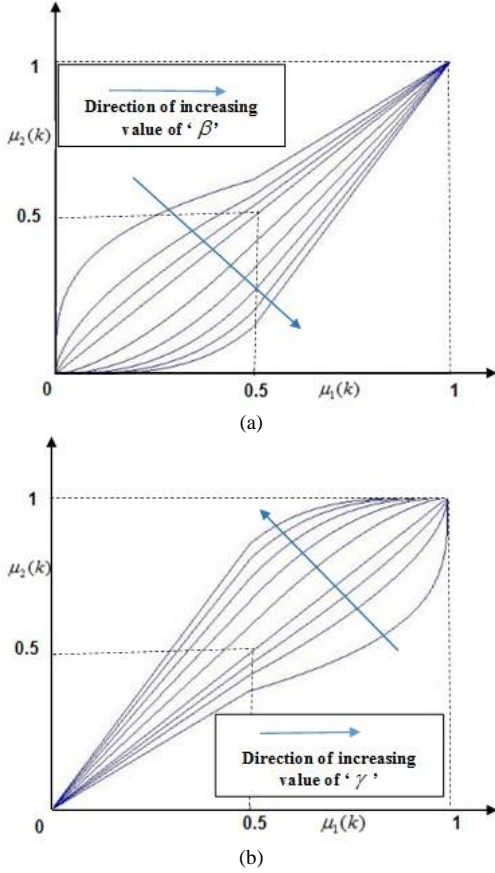 1
Direction of increasing
value of ‘ β’
μ₂(k)
0.5
0
0.5
μ₁(k)
1
(a)
1
μ₂(k)
0.5
Direction of increasing
value of ‘ γ ’
0
0.5
μ₁(k)
1
(b)